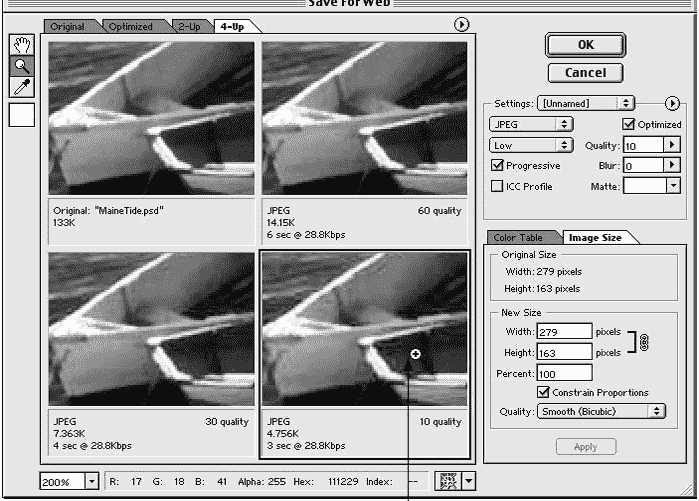 Save For Web
Original Optimized 2-Up 4-Up
OK
Cancel
Settings: [Unnamed]
JPEG Optimized
Low Quality: 10
Progressive Blur: 0
ICC Profile Matte:
Original: "MaineTide.psd"
133K
JPEG 60 quality
14.15K
6 sec @ 28.8Kbps
JPEG 30 quality
7.363K
4 sec @ 28.8Kbps
JPEG 10 quality
4.756K
3 sec @ 28.8Kbps
Color Table Image Size
Original Size
Width: 279 pixels
Height: 163 pixels
New Size
Width: 279 pixels
Height: 163 pixels
Percent: 100
Constrain Proportions
Quality: Smooth (Bicubic)
Apply
200% R: 17 G: 18 B: 41 Alpha: 255 Hex: 111229 Index: --